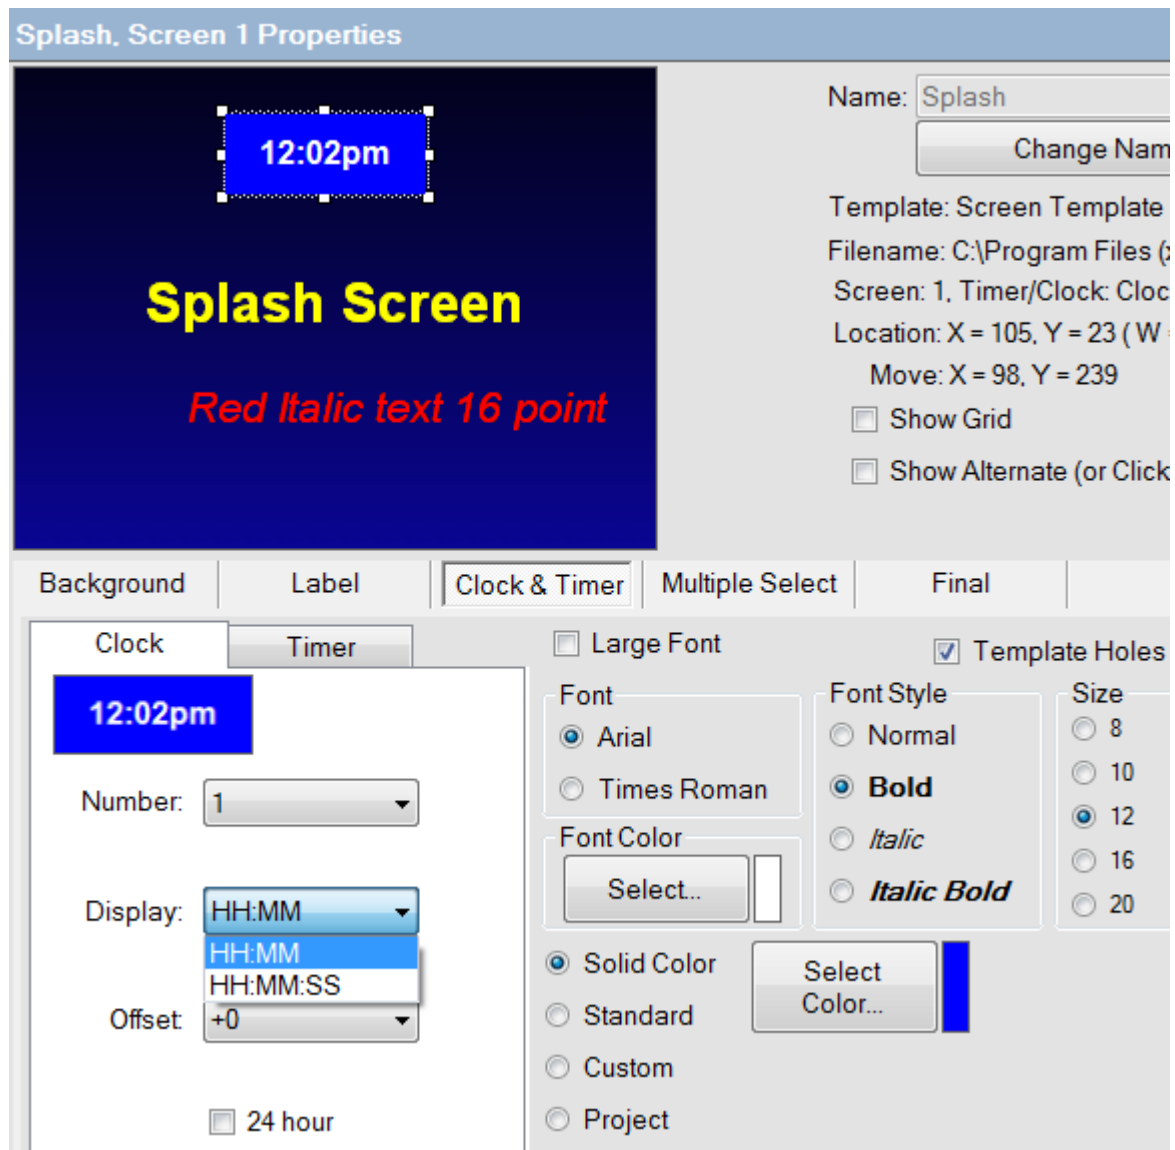 Splash, Screen 1 Properties
12:02pm
Splash Screen
Red Italic text 16 point
Name: Splash
Change Nam
Template: Screen Template
Filename: C:\Program Files (x
Screen: 1, Timer/Clock: Cloc
Location: X = 105, Y = 23 ( W =
Move: X = 98, Y = 239
Show Grid
Show Alternate (or Click
Background Label Clock & Timer Multiple Select Final
Clock Timer
12:02pm
Number: 1
Display: HH:MM
HH:MM
HH:MM:SS
Offset: +0
24 hour
Large Font
Template Holes
Font
Arial
Times Roman
Font Color
Select...
Font Style
Normal
Bold
Italic
Italic Bold
Size
8
10
12
16
20
Solid Color
Standard
Custom
Project
Select
Color...